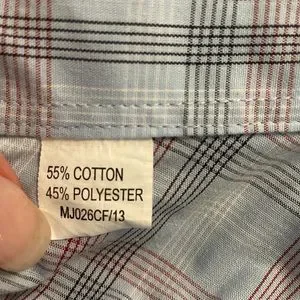 55% COTTON
45% POLYESTER
MJ026CF/13